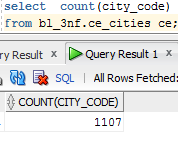 select count(city_code)
from bl_3nf.ce_cities ce;
Query Result × Query Result 1 ×
SQL | All Rows Fetched:
COUNT(CITY_CODE)
1107